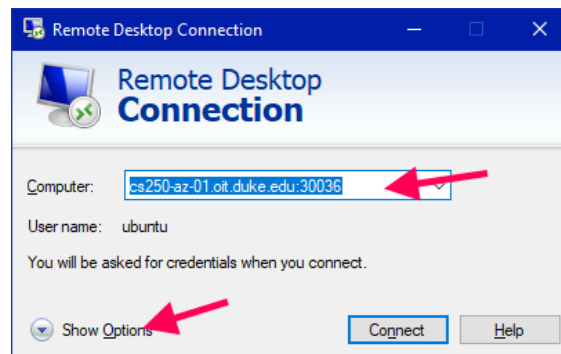 Remote Desktop Connection
Remote Desktop
Connection
Computer: cs250-az-01.oit.duke.edu:30036
User name: ubuntu
You will be asked for credentials when you connect.
Show Options Connect Help